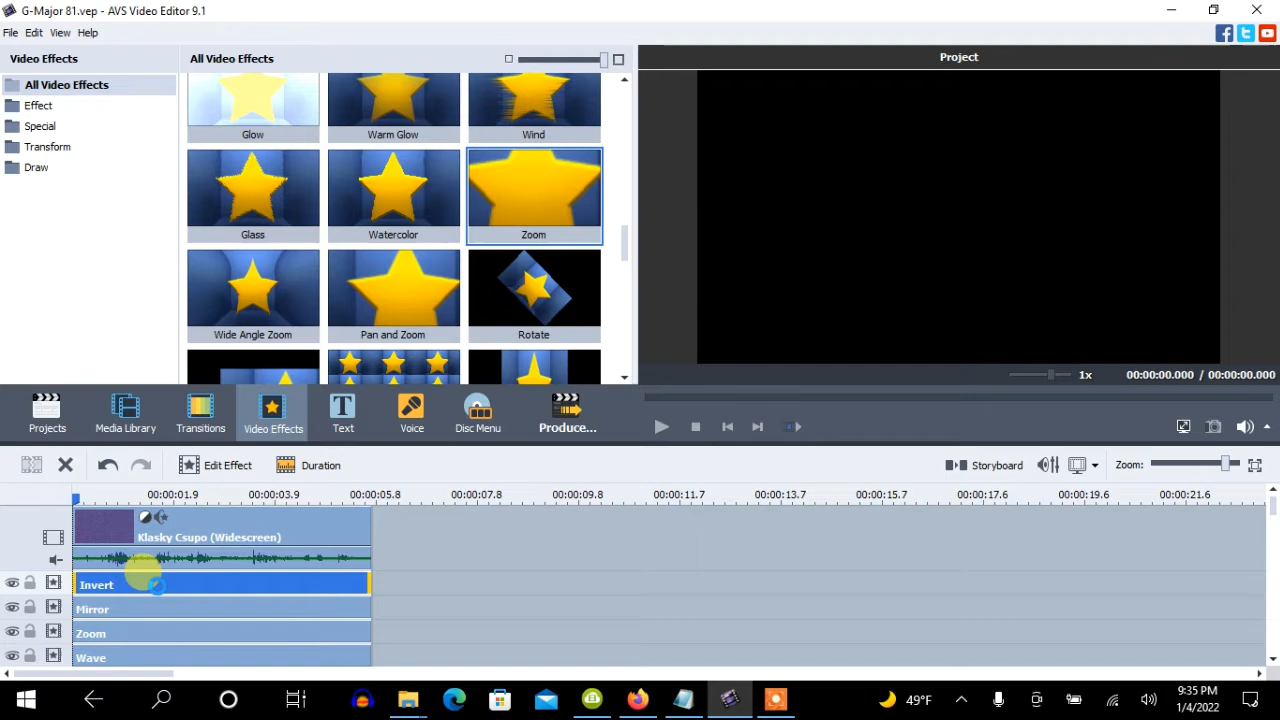 G-Major 81.vep - AVS Video Editor 9.1
File Edit View Help
Video Effects
All Video Effects
Effect
Special
Transform
Draw
All Video Effects
Glow
Warm Glow
Wind
Glass
Watercolor
Zoom
Wide Angle Zoom
Pan and Zoom
Rotate
Project
1x
00:00:00.000 / 00:00:00.000
Projects
Media Library
Transitions
Video Effects
Text
Voice
Disc Menu
Produce...
Edit Effect
Duration
Storyboard
Zoom:
00:00:01.9 00:00:03.9 00:00:05.8 00:00:07.8 00:00:09.8 00:00:11.7 00:00:13.7 00:00:15.7 00:00:17.6 00:00:19.6 00:00:21.6
Klasky Csupo (Widescreen)
Invert
Mirror
Zoom
Wave
49°F
9:35 PM
1/4/2022